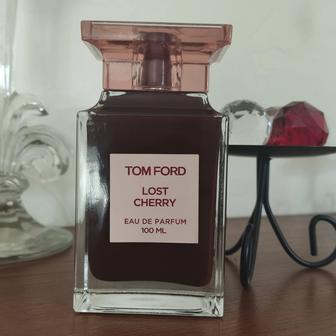 TOM FORD
LOST
CHERRY
EAU DE PARFUM
100 ML